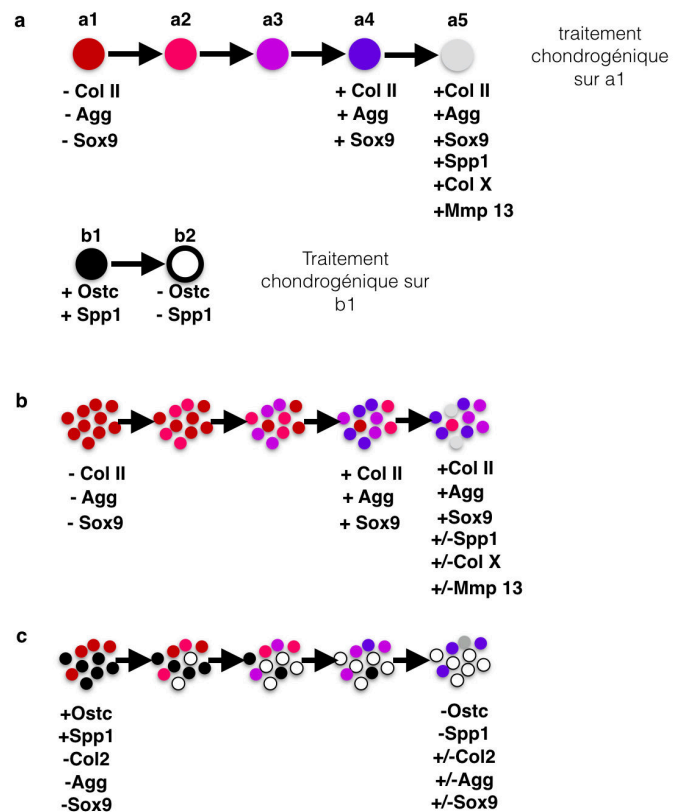 a
a1 a2 a3 a4 a5
traitement
chondrogénique
sur a1
- Col II
- Agg
- Sox9
+ Col II
+ Agg
+ Sox9
+Col II
+Agg
+Sox9
+Spp1
+Col X
+Mmp 13
b1 b2
+ Ostc
+ Spp1
- Ostc
- Spp1
Traitement
chondrogénique sur
b1
b
- Col II
- Agg
- Sox9
+ Col II
+ Agg
+ Sox9
+Col II
+Agg
+Sox9
+/-Spp1
+/-Col X
+/-Mmp 13
c
+Ostc
+Spp1
-Col2
-Agg
-Sox9
-Ostc
-Spp1
+/-Col2
+/-Agg
+/-Sox9